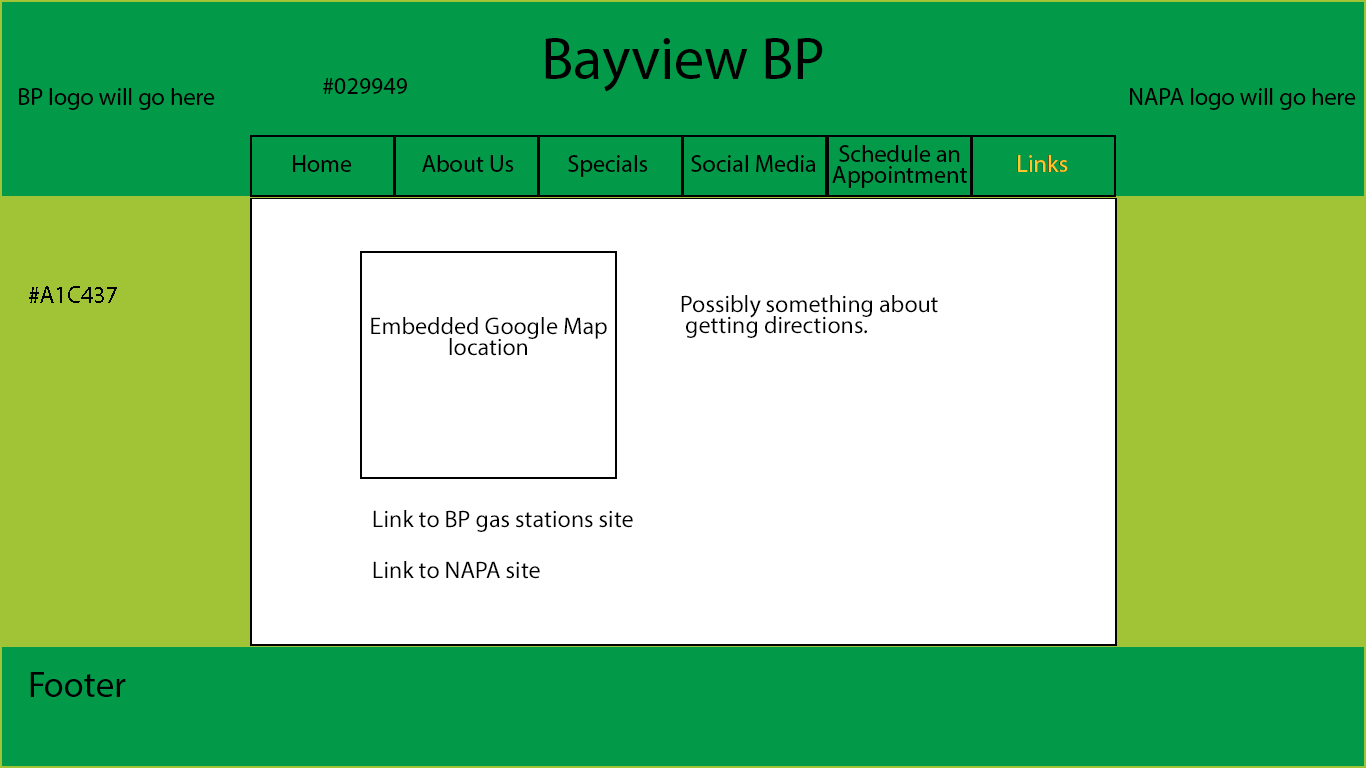 Bayview BP
#029949
BP logo will go here
NAPA logo will go here
Home
About Us
Specials
Social Media
Schedule an
Appointment
Links
#A1C437
Embedded Google Map
location
Possibly something about
getting directions.
Link to BP gas stations site
Link to NAPA site
Footer